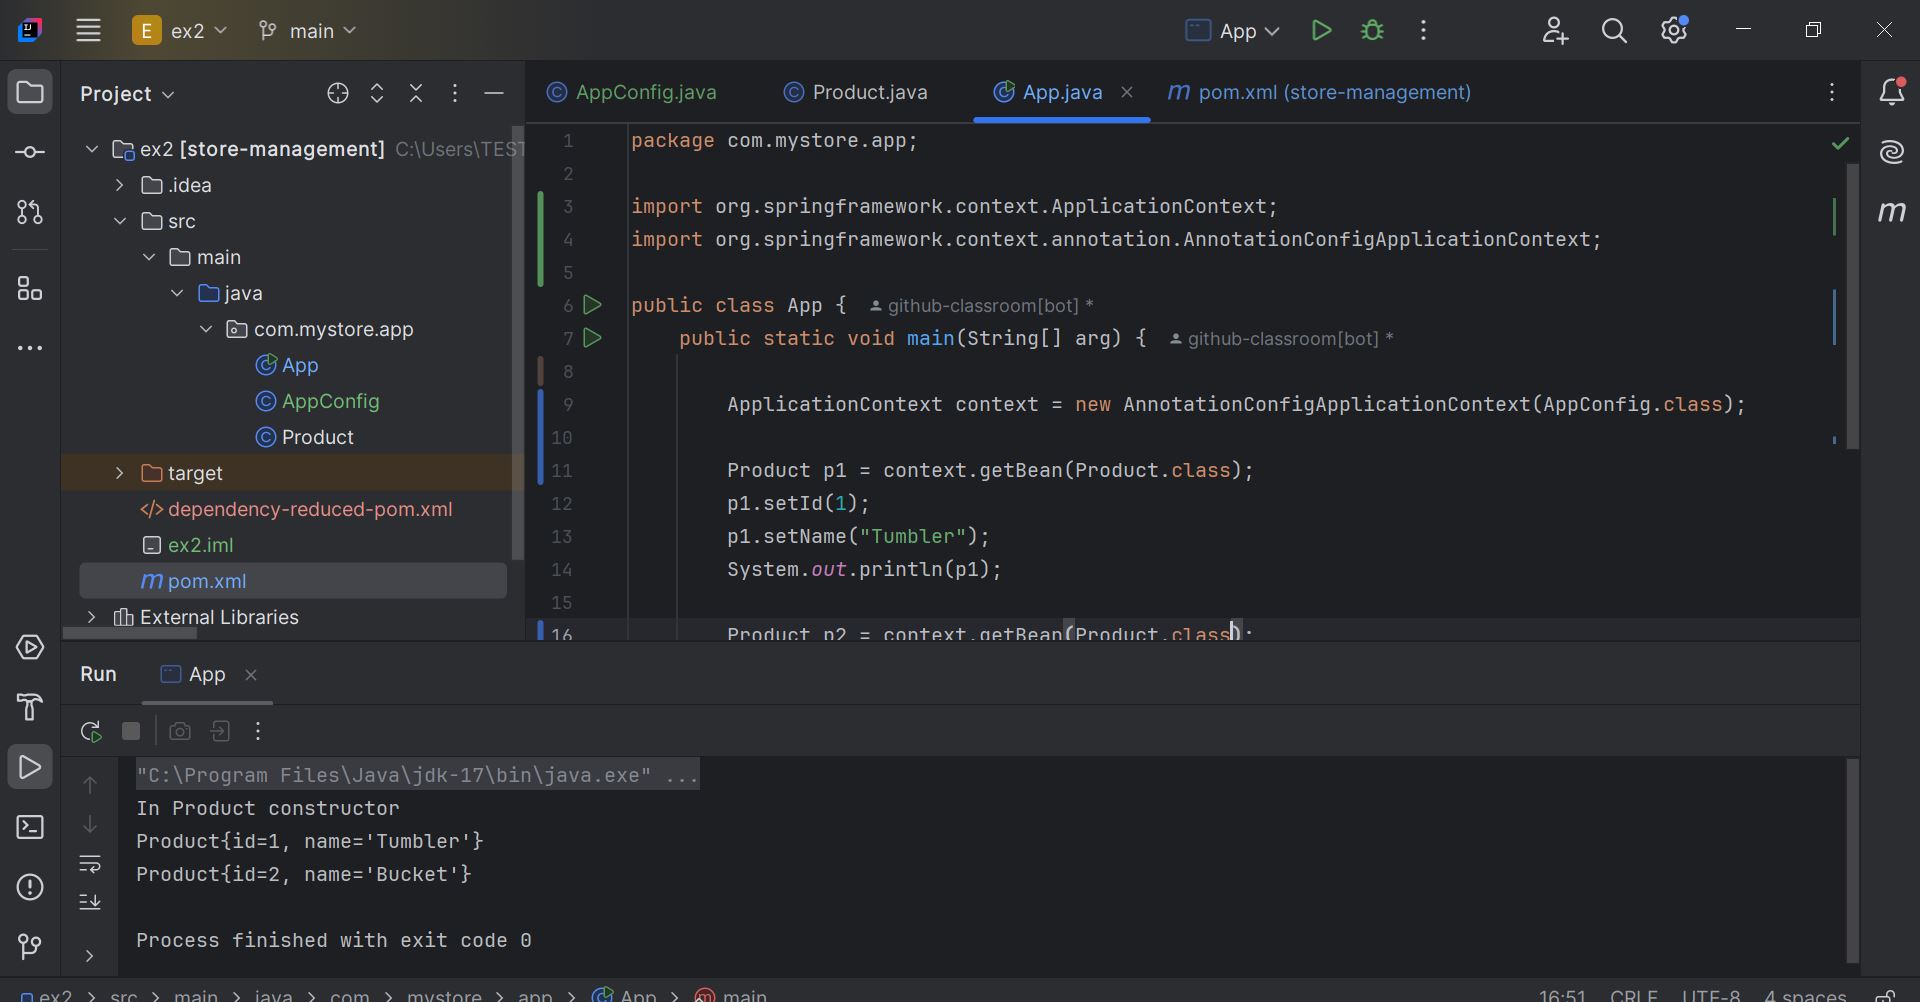 E ex2 main App
Project
AppConfig.java Product.java App.java m pom.xml (store-management)
ex2 [store-management] C:\Users\TEST
.idea
src
main
java
com.mystore.app
App
AppConfig
Product
target
</> dependency-reduced-pom.xml
ex2.iml
m pom.xml
External Libraries
1 package com.mystore.app;
2
3 import org.springframework.context.ApplicationContext;
4 import org.springframework.context.annotation.AnnotationConfigApplicationContext;
5
6 public class App { github-classroom[bot] *
7 public static void main(String[] arg) { github-classroom[bot] *
8
9 ApplicationContext context = new AnnotationConfigApplicationContext(AppConfig.class);
10
11 Product p1 = context.getBean(Product.class);
12 p1.setId(1);
13 p1.setName("Tumbler");
14 System.out.println(p1);
15
16 Product p2 = context.getBean(Product.class);
Run App
"C:\Program Files\Java\jdk-17\bin\java.exe" ...
In Product constructor
Product{id=1, name='Tumbler'}
Product{id=2, name='Bucket'}
Process finished with exit code 0
ex2 > src > main > java > com > mystore > app > App > main 16:51 CRLF UTF-8 4 spaces